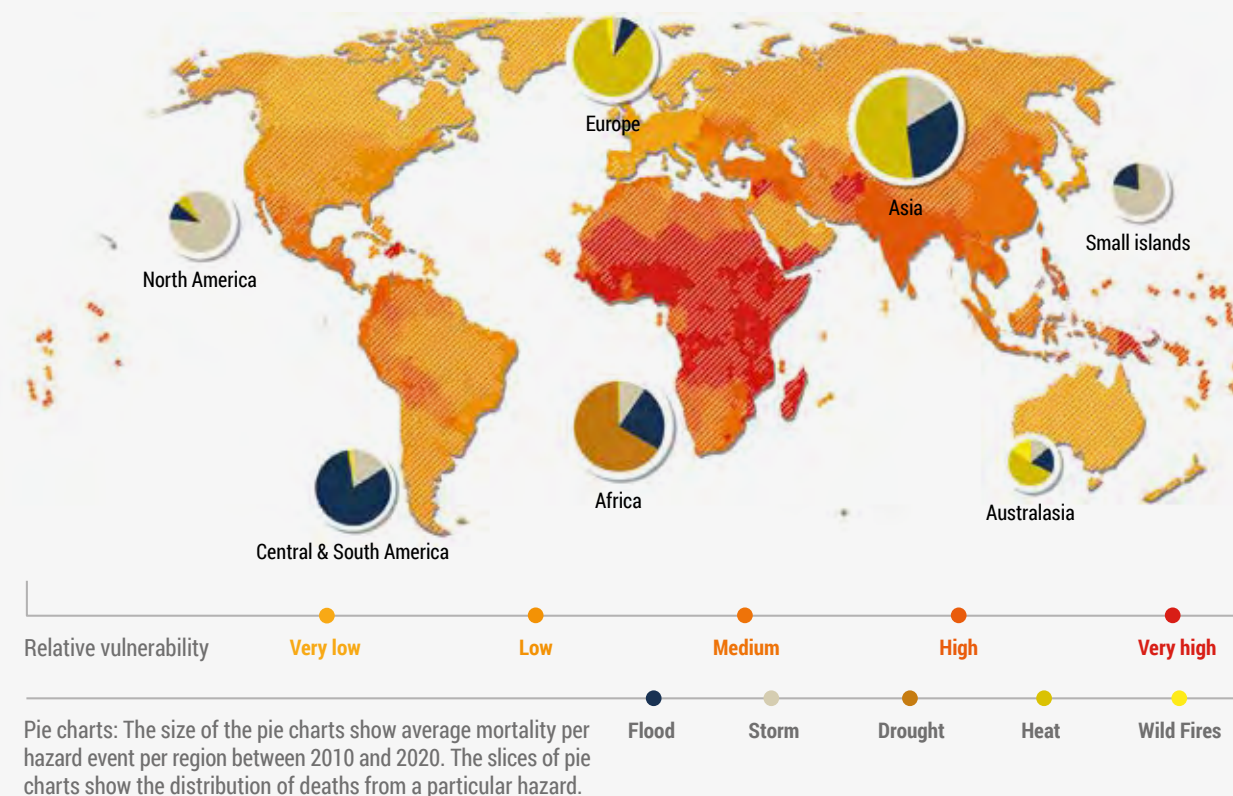 Europe
Asia
Small islands
North America
Africa
Australasia
Central & South America
Relative vulnerability Very low Low Medium High Very high
Flood Storm Drought Heat Wild Fires
Pie charts: The size of the pie charts show average mortality per
hazard event per region between 2010 and 2020. The slices of pie
charts show the distribution of deaths from a particular hazard.